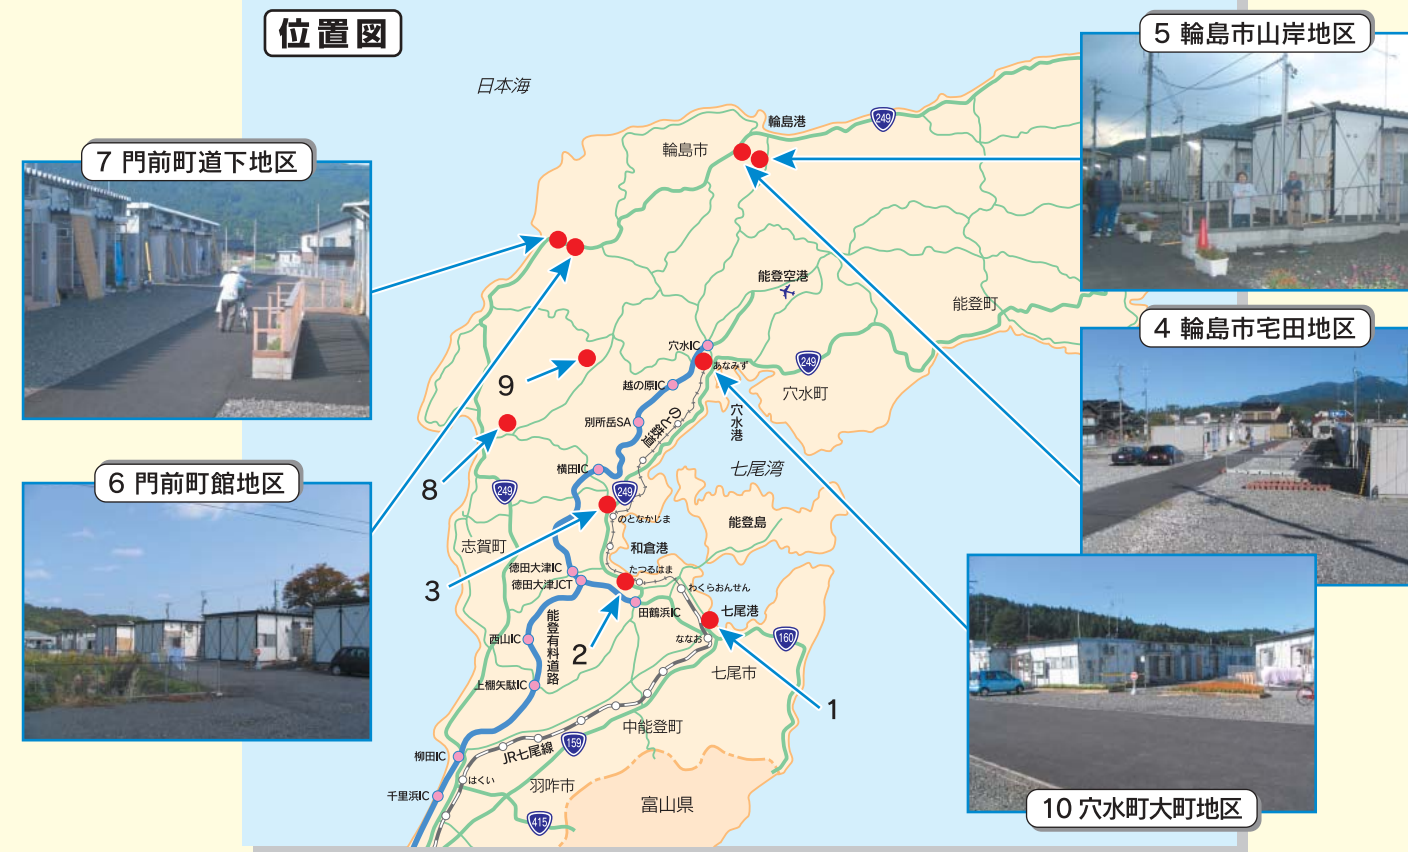 位置図
5 輪島市山岸地区
日本海
輪島港
249
7 門前町道下地区
輪島市
能登空港
能登町
4 輪島市宅田地区
穴水IC
あなみず
249
9
越の原IC
穴水町
のと鉄道
穴水港
別所岳SA
七尾湾
横田IC
8
249
249
6 門前町館地区
のとなかじま
能登島
志賀町
和倉港
徳田大津IC
たつるはま
徳田大津JCT
わくらおんせん
3
田鶴浜IC
七尾港
能登有料道路
西山IC
ななお
160
2
七尾市
上棚矢駄IC
1
中能登町
159
JR七尾線
柳田IC
はくい
羽咋市
千里浜IC
富山県
415
10 穴水町大町地区